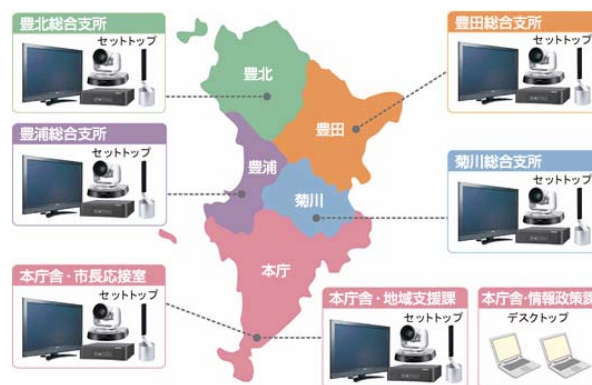 豊北総合支所
セットトップ
豊田総合支所
セットトップ
豊浦総合支所
セットトップ
菊川総合支所
セットトップ
豊北
豊田
豊浦
菊川
本庁
本庁舎・市長応接室
セットトップ
本庁舎・地域支援課
セットトップ
本庁舎・情報政策課
デスクトップ